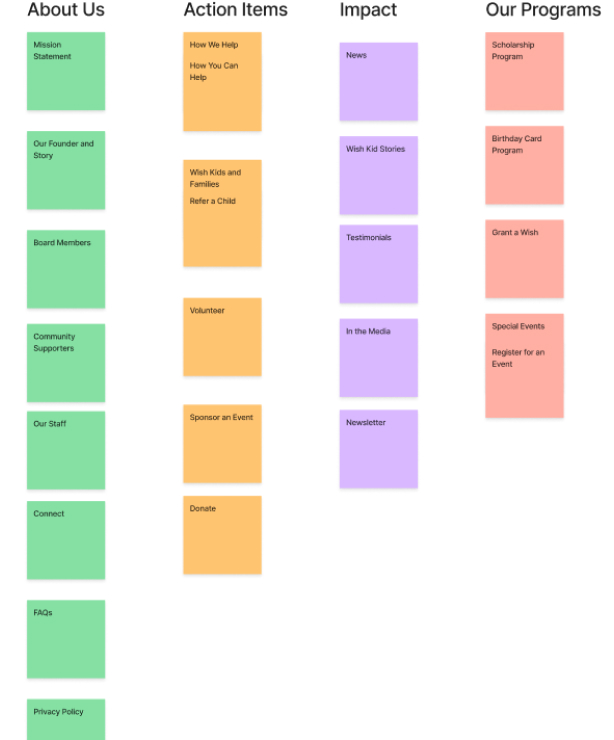 About Us
Mission
Statement
Our Founder and
Story
Board Members
Community
Supporters
Our Staff
Connect
FAQs
Privacy Policy
Action Items
How We Help
How You Can
Help
Wish Kids and
Families
Refer a Child
Volunteer
Sponsor an Event
Donate
Impact
News
Wish Kid Stories
Testimonials
In the Media
Newsletter
Our Programs
Scholarship
Program
Birthday Card
Program
Grant a Wish
Special Events
Register for an
Event